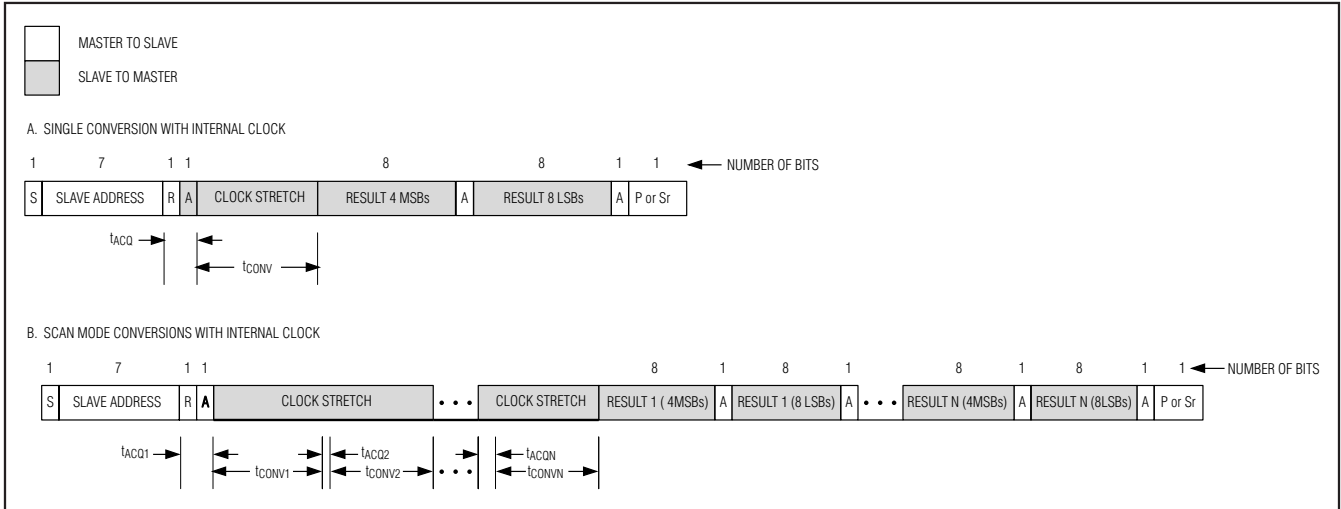 MASTER TO SLAVE
SLAVE TO MASTER
A. SINGLE CONVERSION WITH INTERNAL CLOCK
1 7 1 1 8 8 1 1 NUMBER OF BITS
S SLAVE ADDRESS R A CLOCK STRETCH RESULT 4 MSBs A RESULT 8 LSBs A P or Sr
tACQ
tCONV
B. SCAN MODE CONVERSIONS WITH INTERNAL CLOCK
1 7 1 1 8 1 8 1 8 1 8 1 1 NUMBER OF BITS
S SLAVE ADDRESS R A CLOCK STRETCH • • • CLOCK STRETCH RESULT 1 ( 4MSBs) A RESULT 1 (8 LSBs) A • • • RESULT N (4MSBs) A RESULT N (8LSBs) A P or Sr
tACQ1 tACQ2 tACQN
tCONV1 tCONV2 • • • tCONVN